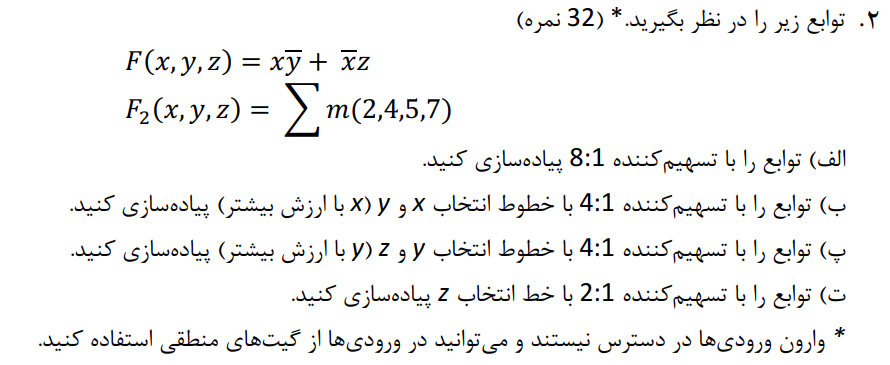 ۲. توابع زیر را در نظر بگیرید.* (32 نمره)
F(x, y, z) = xy̅ + x̅z
F₂(x, y, z) = ∑ m(2,4,5,7)
الف) توابع را با تسهیم‌کننده 8:1 پیاده‌سازی کنید.
ب) توابع را با تسهیم‌کننده 4:1 با خطوط انتخاب x و y (x با ارزش بیشتر) پیاده‌سازی کنید.
پ) توابع را با تسهیم‌کننده 4:1 با خطوط انتخاب y و z (y با ارزش بیشتر) پیاده‌سازی کنید.
ت) توابع را با تسهیم‌کننده 2:1 با خط انتخاب z پیاده‌سازی کنید.
* وارون ورودی‌ها در دسترس نیستند و می‌توانید در ورودی‌ها از گیت‌های منطقی استفاده کنید.